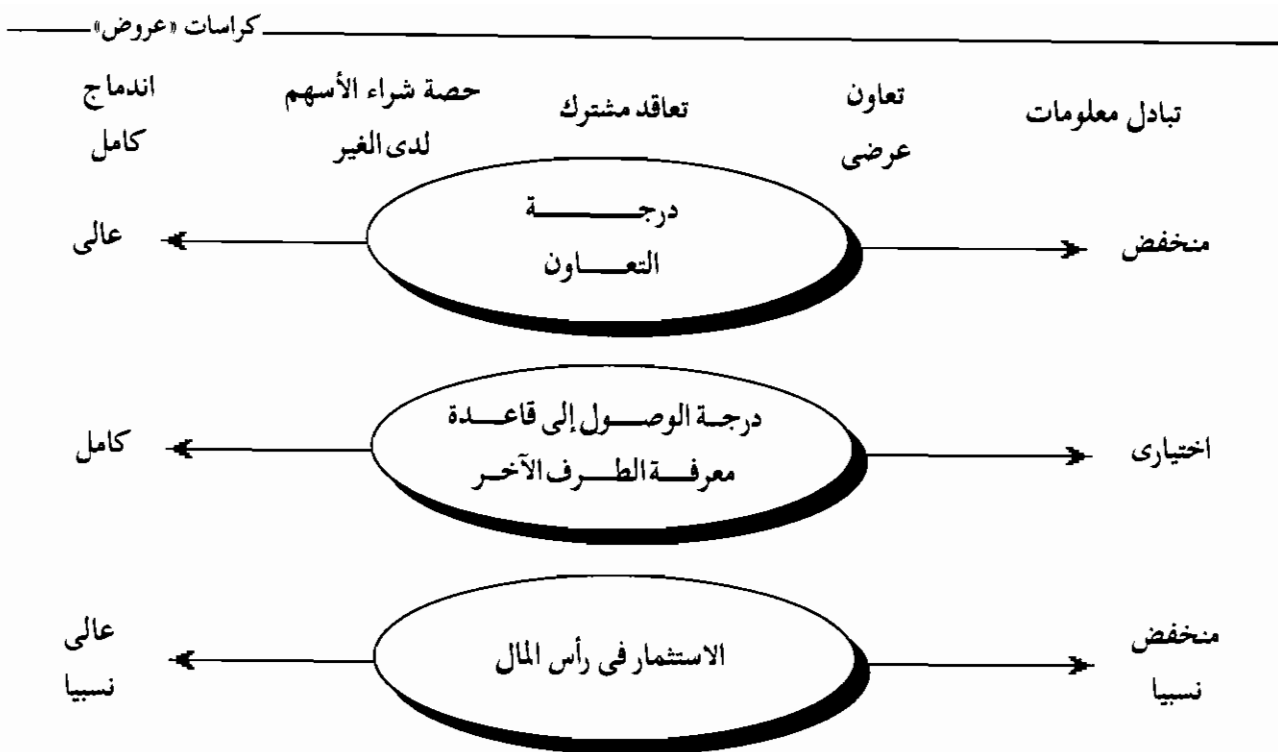 كراسات «عروض»
تبادل معلومات
تعاون
عرضى
تعاقد مشترك
حصة شراء الأسهم
لدى الغير
اندماج
كامل
منخفض
درجة
التعاون
عالى
اختيارى
درجة الوصول إلى قاعدة
معرفة الطرف الآخر
كامل
منخفض
نسبيا
الاستثمار فى رأس المال
عالى
نسبيا